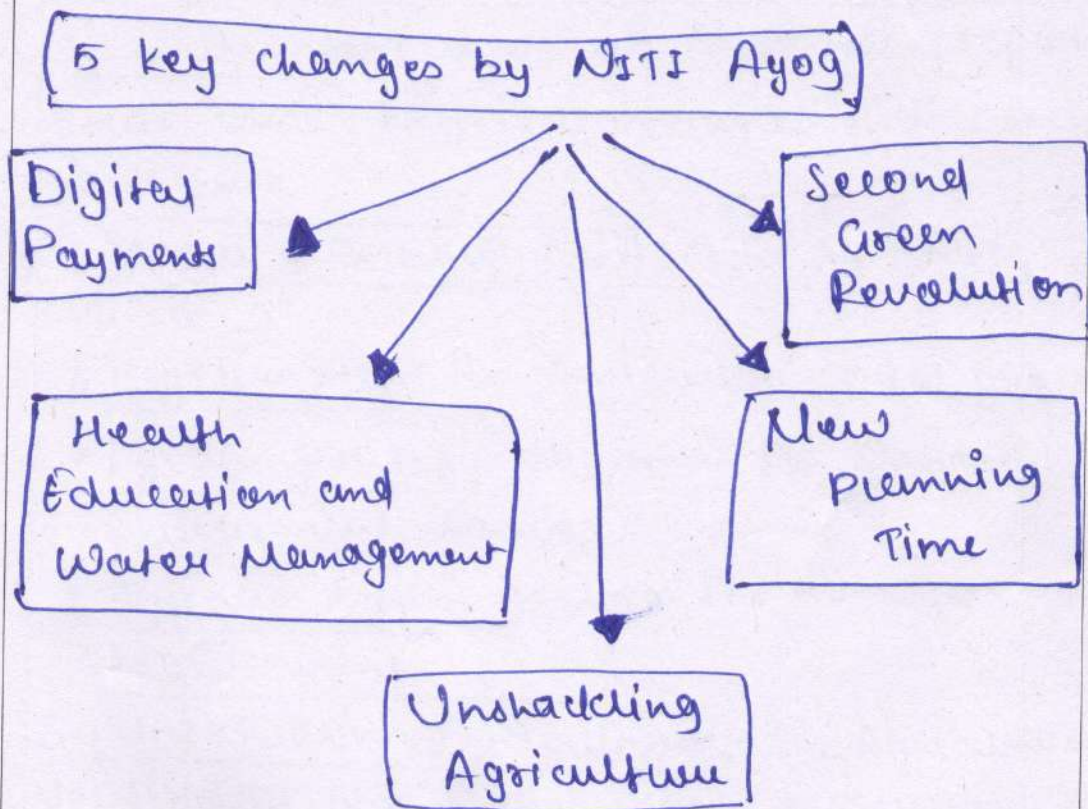 5 key changes by NITI Ayog
Digital
Payments
Second
Green
Revolution
Health
Education and
Water Management
New
Planning
Time
Unshackling
Agriculture